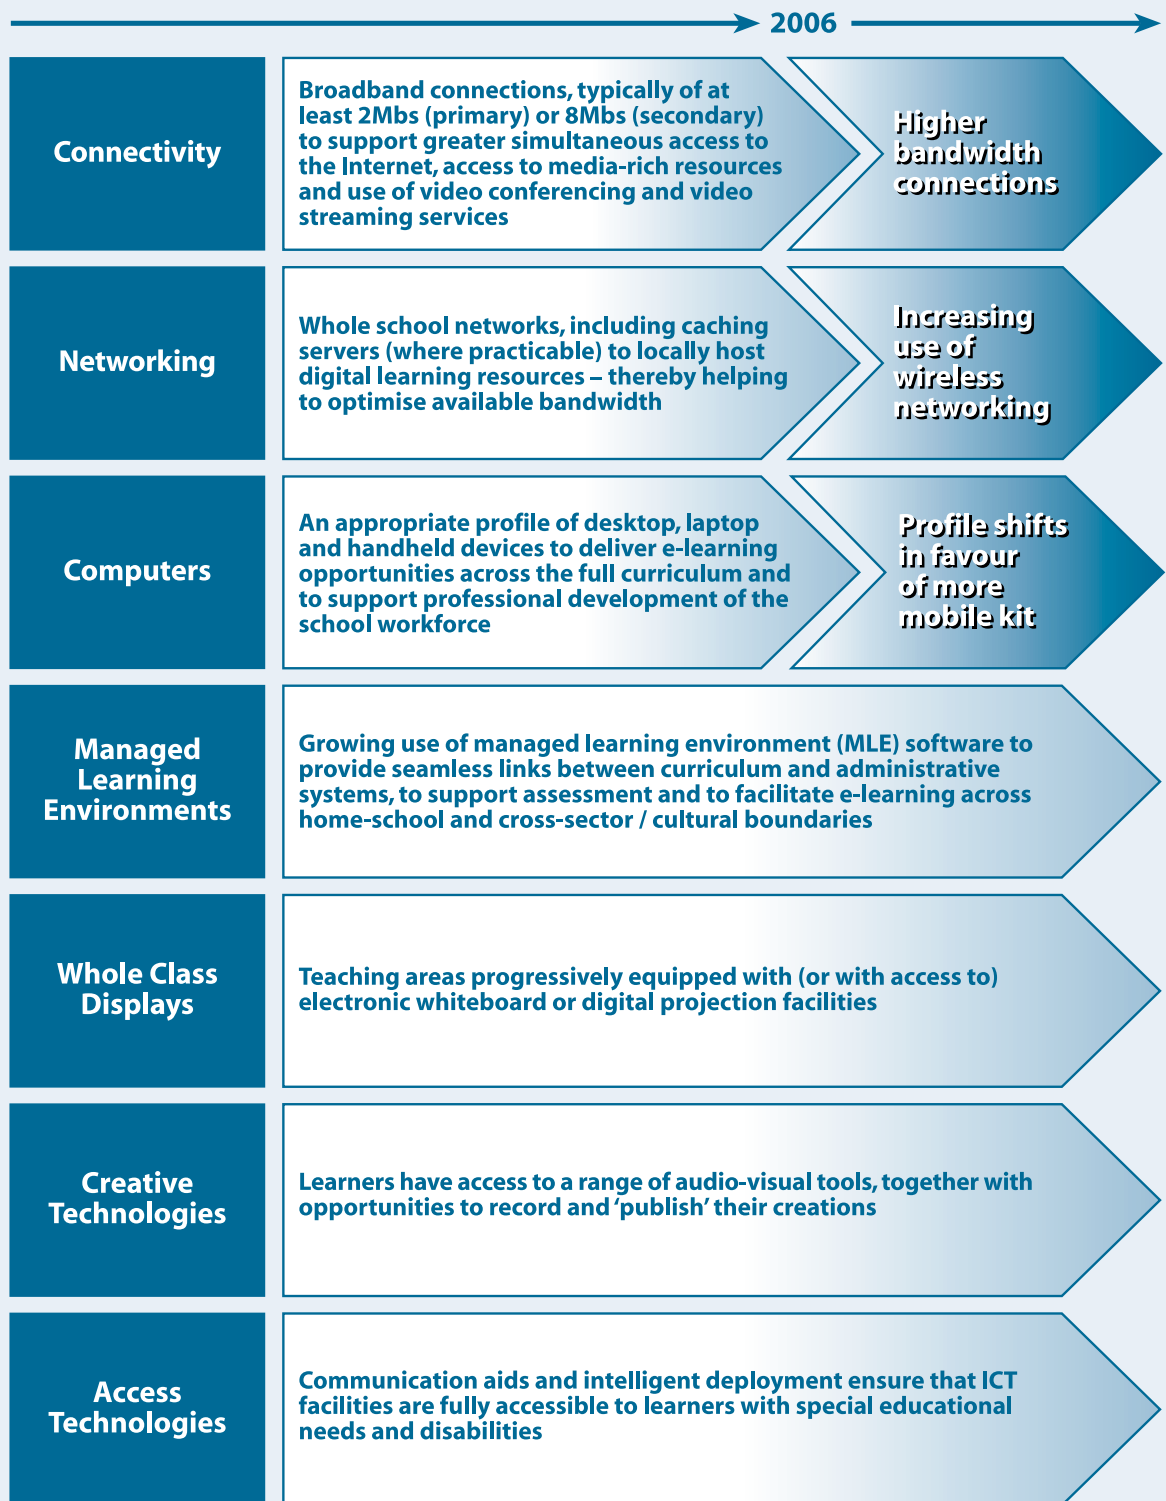 2006
Connectivity
Broadband connections, typically of at
least 2Mbs (primary) or 8Mbs (secondary)
to support greater simultaneous access to
the Internet, access to media-rich resources
and use of video conferencing and video
streaming services
Higher
bandwidth
connections
Networking
Whole school networks, including caching
servers (where practicable) to locally host
digital learning resources – thereby helping
to optimise available bandwidth
Increasing
use of
wireless
networking
Computers
An appropriate profile of desktop, laptop
and handheld devices to deliver e-learning
opportunities across the full curriculum and
to support professional development of the
school workforce
Profile shifts
in favour
of more
mobile kit
Managed
Learning
Environments
Growing use of managed learning environment (MLE) software to
provide seamless links between curriculum and administrative
systems, to support assessment and to facilitate e-learning across
home-school and cross-sector / cultural boundaries
Whole Class
Displays
Teaching areas progressively equipped with (or with access to)
electronic whiteboard or digital projection facilities
Creative
Technologies
Learners have access to a range of audio-visual tools, together with
opportunities to record and ‘publish’ their creations
Access
Technologies
Communication aids and intelligent deployment ensure that ICT
facilities are fully accessible to learners with special educational
needs and disabilities